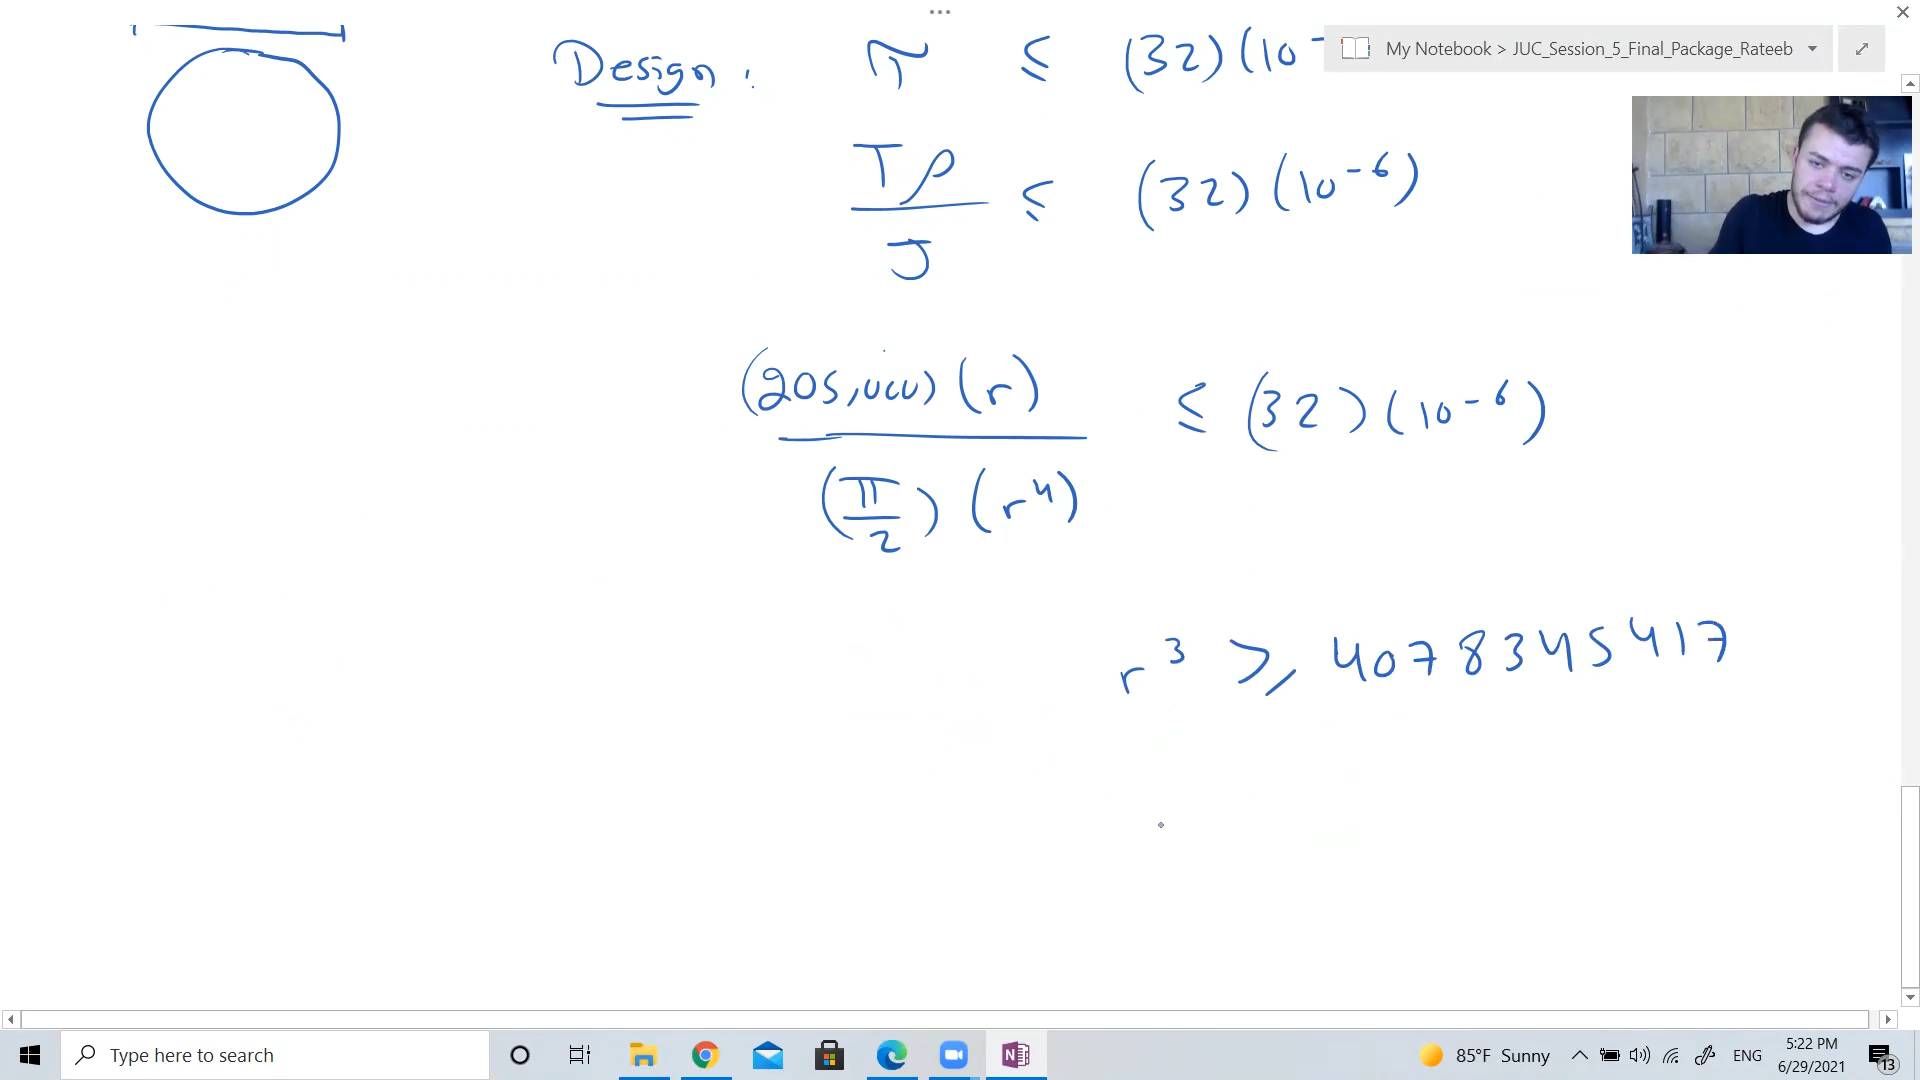 My Notebook > JUC_Session_5_Final_Package_Rateeb
Design : τ ≤ (32)(10⁻
Tρ / J ≤ (32)(10⁻⁶)
(205,000)(r) / (π/2)(r⁴) ≤ (32)(10⁻⁶)
r³ ≥ 4078345417
Type here to search
85°F Sunny
ENG
5:22 PM
6/29/2021
13